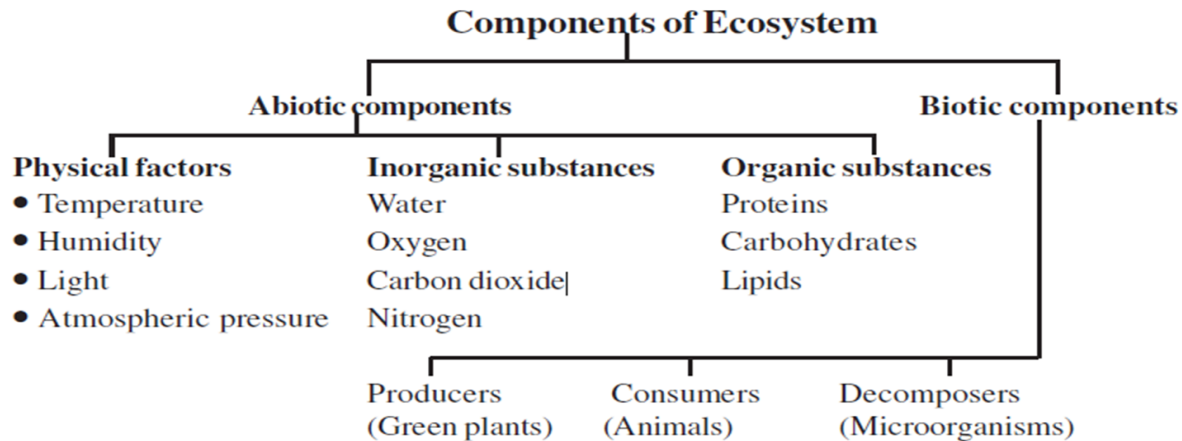 Components of Ecosystem
Abiotic components
Biotic components
Physical factors
• Temperature
• Humidity
• Light
• Atmospheric pressure
Inorganic substances
Water
Oxygen
Carbon dioxide
Nitrogen
Organic substances
Proteins
Carbohydrates
Lipids
Producers
(Green plants)
Consumers
(Animals)
Decomposers
(Microorganisms)